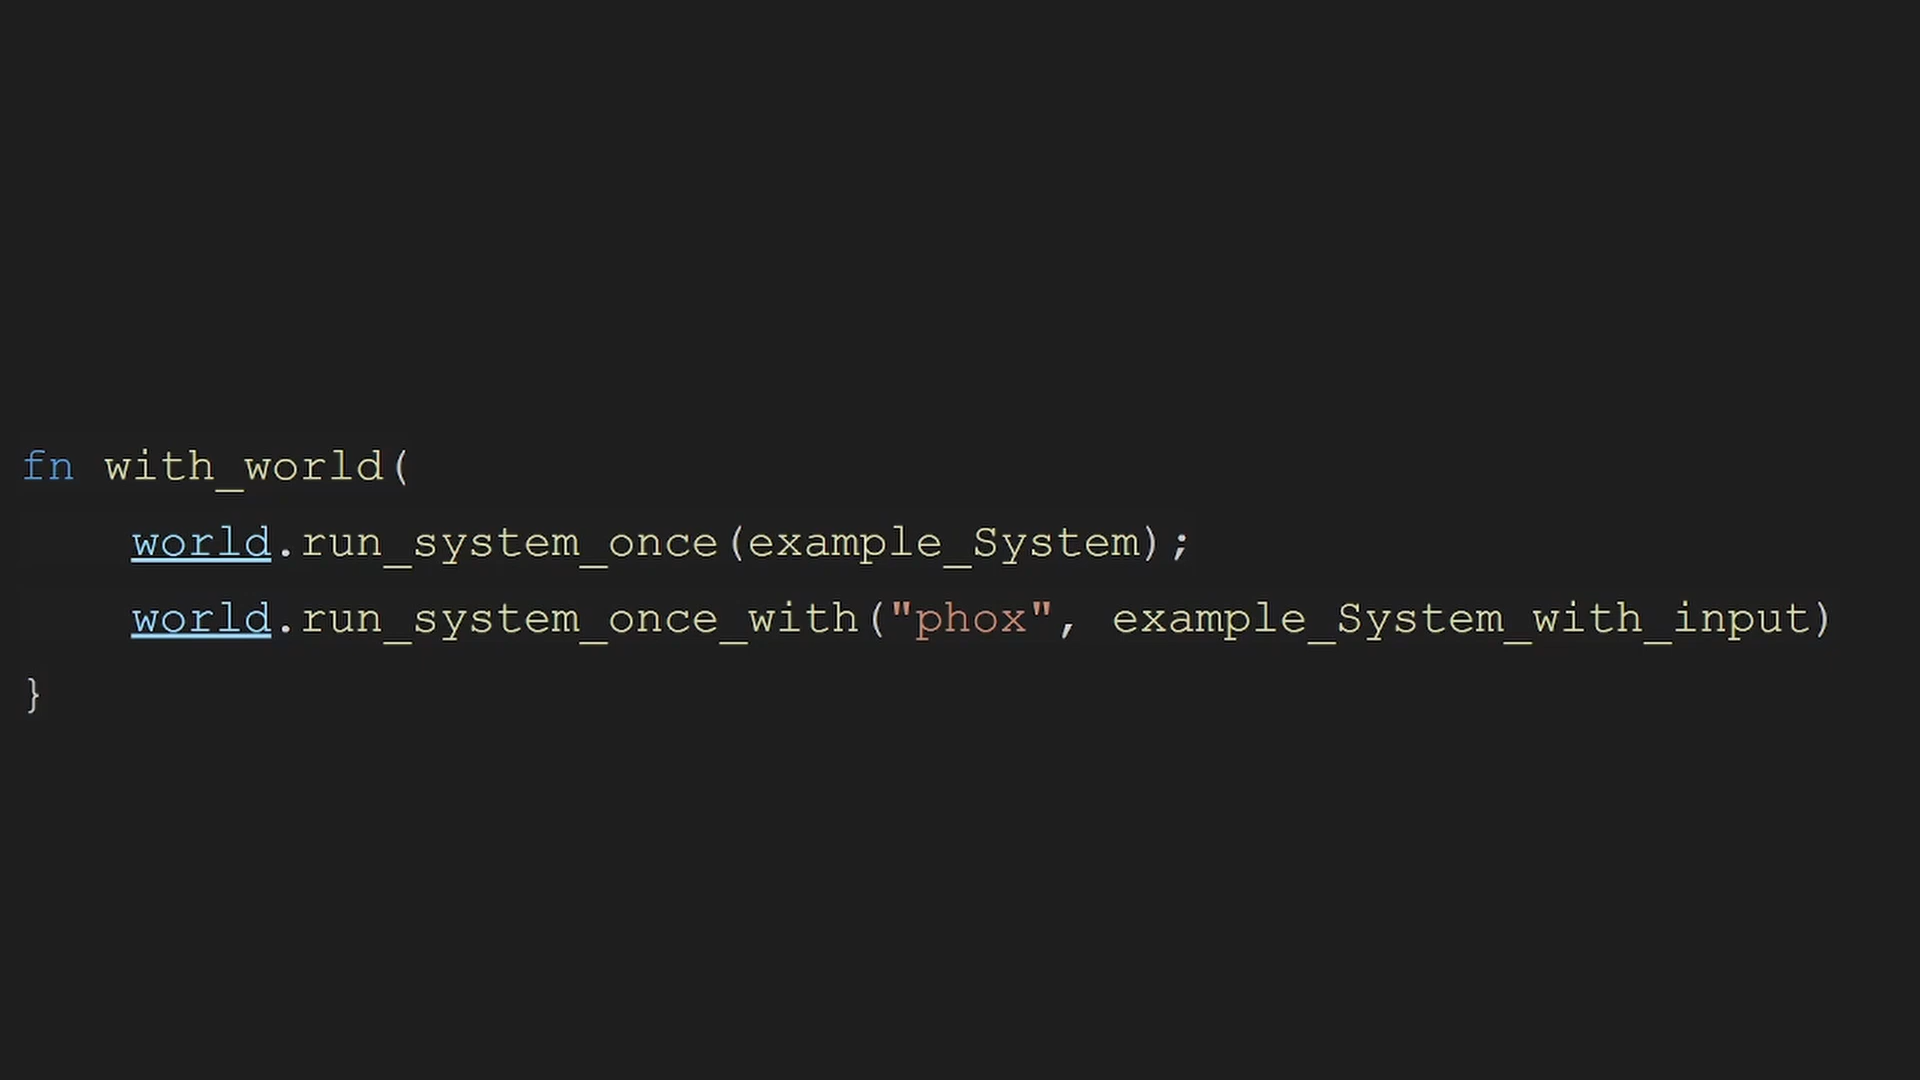 fn with_world(
    world.run_system_once(example_System);
    world.run_system_once_with("phox", example_System_with_input)
}